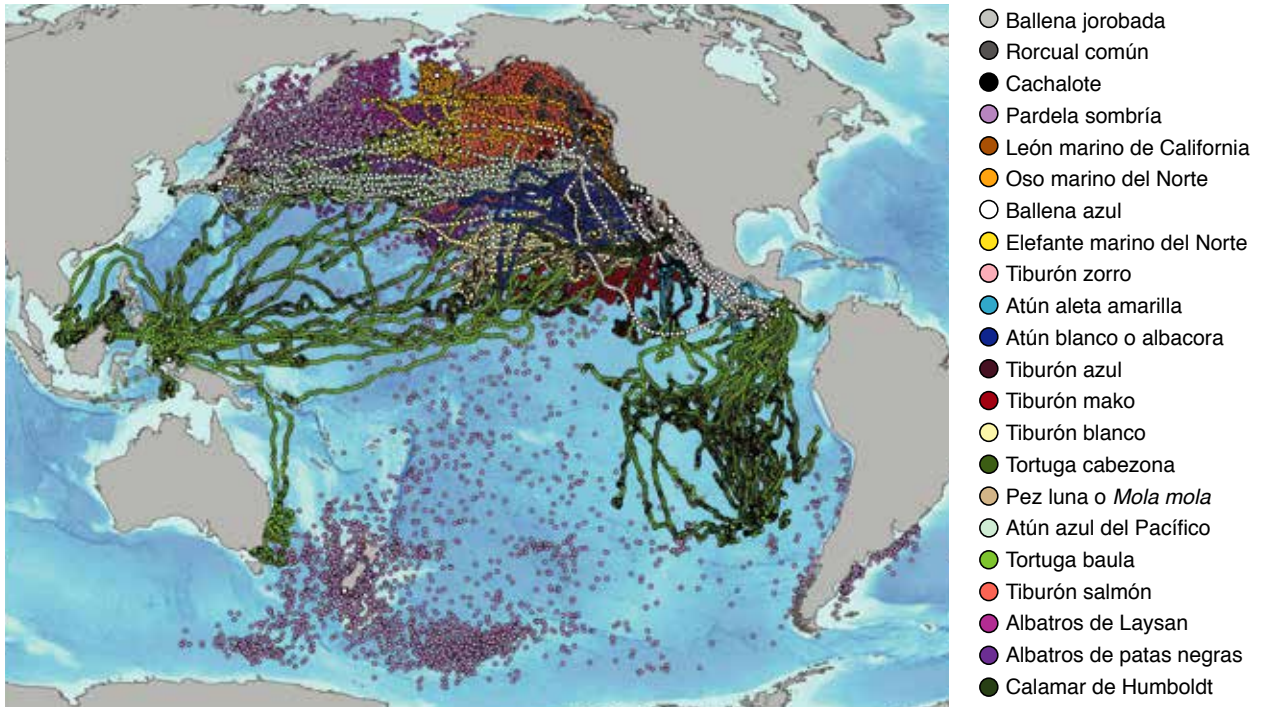 Ballena jorobada
Rorcual común
Cachalote
Pardela sombría
León marino de California
Oso marino del Norte
Ballena azul
Elefante marino del Norte
Tiburón zorro
Atún aleta amarilla
Atún blanco o albacora
Tiburón azul
Tiburón mako
Tiburón blanco
Tortuga cabezona
Pez luna o Mola mola
Atún azul del Pacífico
Tortuga baula
Tiburón salmón
Albatros de Laysan
Albatros de patas negras
Calamar de Humboldt